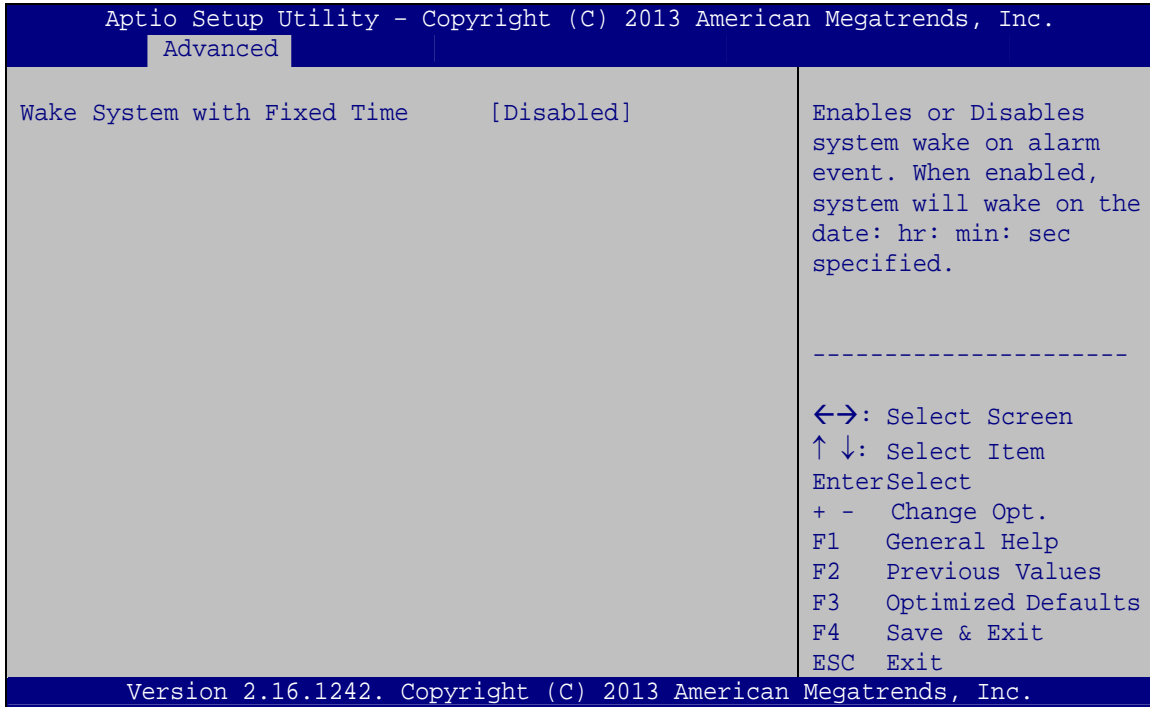 Aptio Setup Utility – Copyright (C) 2013 American Megatrends, Inc.
Advanced
Wake System with Fixed Time [Disabled]
Enables or Disables
system wake on alarm
event. When enabled,
system will wake on the
date: hr: min: sec
specified.
----------------------
←→: Select Screen
↑ ↓: Select Item
EnterSelect
+ - Change Opt.
F1 General Help
F2 Previous Values
F3 Optimized Defaults
F4 Save & Exit
ESC Exit
Version 2.16.1242. Copyright (C) 2013 American Megatrends, Inc.